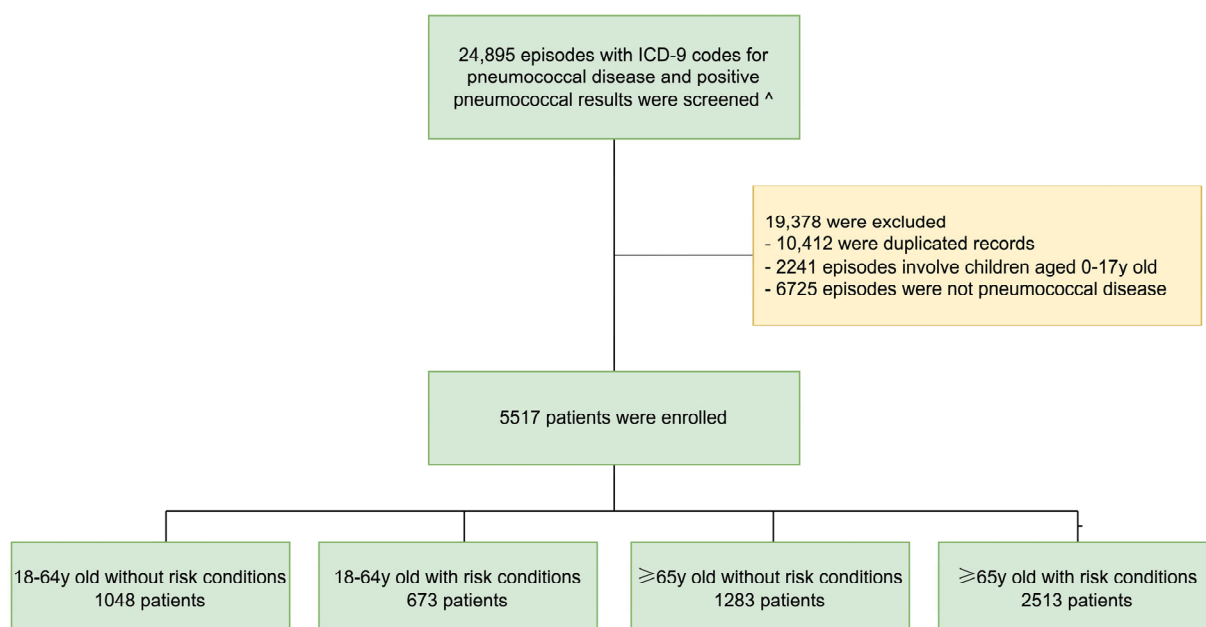 24,895 episodes with ICD-9 codes for
pneumococcal disease and positive
pneumococcal results were screened ^
19,378 were excluded
- 10,412 were duplicated records
- 2241 episodes involve children aged 0-17y old
- 6725 episodes were not pneumococcal disease
5517 patients were enrolled
18-64y old without risk conditions
1048 patients
18-64y old with risk conditions
673 patients
⩾65y old without risk conditions
1283 patients
⩾65y old with risk conditions
2513 patients